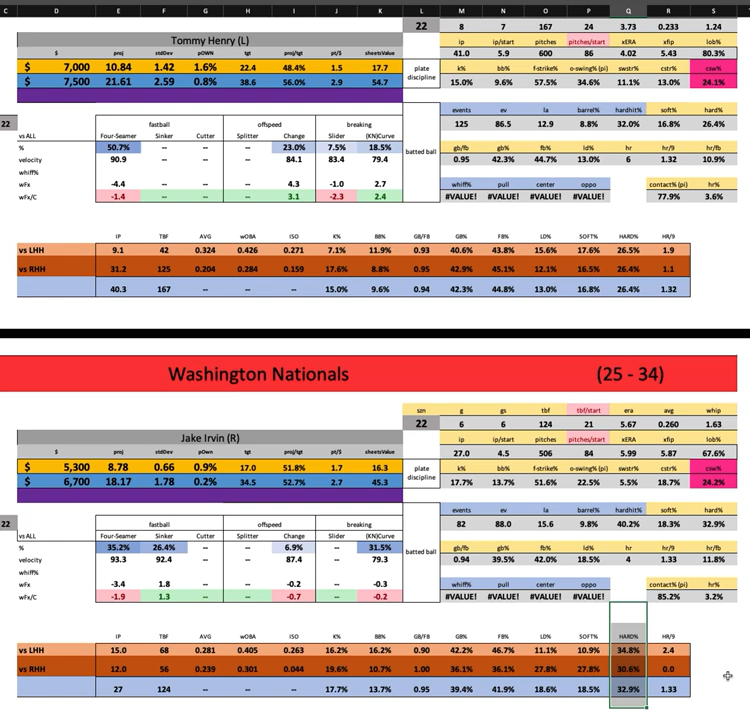 C D E F G H I J K L M N O P Q R S
22 8 7 167 24 3.73 0.233 1.24
Tommy Henry (L) ip ip/start pitches pitches/start xERA xfip lob%
$ proj stdDev pOWN tgt proj/tgt pt/$ sheetsValue 41.0 5.9 600 86 4.02 5.43 80.3%
$ 7,000 10.84 1.42 1.6% 22.4 48.4% 1.5 17.7 plate discipline k% bb% f-strike% o-swing% (pi) swstr% cstr% csw%
$ 7,500 21.61 2.59 0.8% 38.6 56.0% 2.9 54.7 15.0% 9.6% 57.5% 34.6% 11.1% 13.0% 24.1%
events ev la barrel% hardhit% soft% hard%
22 fastball offspeed breaking 125 86.5 12.9 8.8% 32.0% 16.8% 26.4%
vs ALL Four-Seamer Sinker Cutter Splitter Change Slider (KN)Curve batted ball
% 50.7% -- -- -- 23.0% 7.5% 18.5% gb/fb gb% fb% ld% hr hr/9 hr/fb
velocity 90.9 -- -- -- 84.1 83.4 79.4 0.95 42.3% 44.7% 13.0% 6 1.32 10.9%
whiff%
wFx -4.4 -- -- -- 4.3 -1.0 2.7 whiff% pull center oppo contact% (pi) hr%
wFx/C -1.4 -- -- -- 3.1 -2.3 2.4 #VALUE! #VALUE! #VALUE! #VALUE! 77.9% 3.6%
IP TBF AVG wOBA ISO K% BB% GB/FB GB% FB% LD% SOFT% HARD% HR/9
vs LHH 9.1 42 0.324 0.426 0.271 7.1% 11.9% 0.93 40.6% 43.8% 15.6% 17.6% 26.5% 1.9
vs RHH 31.2 125 0.204 0.284 0.159 17.6% 8.8% 0.95 42.9% 45.1% 12.1% 16.5% 26.4% 1.1
40.3 167 -- -- -- 15.0% 9.6% 0.94 42.3% 44.8% 13.0% 16.8% 26.4% 1.32
Washington Nationals (25 - 34)
szn g gs tbf tbf/start era avg whip
22 6 6 124 21 5.67 0.260 1.63
Jake Irvin (R) ip ip/start pitches pitches/start xERA xfip lob%
$ proj stdDev pOwn tgt proj/tgt pt/$ sheetsValue 27.0 4.5 506 84 5.99 5.87 67.6%
$ 5,300 8.78 0.66 0.9% 17.0 51.8% 1.7 16.3 plate discipline k% bb% f-strike% o-swing% (pi) swstr% cstr% csw%
$ 6,700 18.17 1.78 0.2% 34.5 52.7% 2.7 45.3 17.7% 13.7% 51.6% 22.5% 5.5% 18.7% 24.2%
events ev la barrel% hardhit% soft% hard%
22 fastball offspeed breaking 82 88.0 15.6 9.8% 40.2% 18.3% 32.9%
vs ALL Four-Seamer Sinker Cutter Splitter Change Slider (KN)Curve batted ball
% 35.2% 26.4% -- -- 6.9% -- 31.5% gb/fb gb% fb% ld% hr hr/9 hr/fb
velocity 93.3 92.4 -- -- 87.4 -- 79.3 0.94 39.5% 42.0% 18.5% 4 1.33 11.8%
whiff%
wFx -3.4 1.8 -- -- -0.2 -- -0.3 whiff% pull center oppo contact% (pi) hr%
wFx/C -1.9 1.3 -- -- -0.7 -- -0.2 #VALUE! #VALUE! #VALUE! #VALUE! 85.2% 3.2%
IP TBF AVG wOBA ISO K% BB% GB/FB GB% FB% LD% SOFT% HARD% HR/9
vs LHH 15.0 68 0.281 0.405 0.263 16.2% 16.2% 0.90 42.2% 46.7% 11.1% 10.9% 34.8% 2.4
vs RHH 12.0 56 0.239 0.301 0.044 19.6% 10.7% 1.00 36.1% 36.1% 27.8% 27.8% 30.6% 0.0
27 124 -- -- -- 17.7% 13.7% 0.95 39.4% 41.9% 18.6% 18.5% 32.9% 1.33